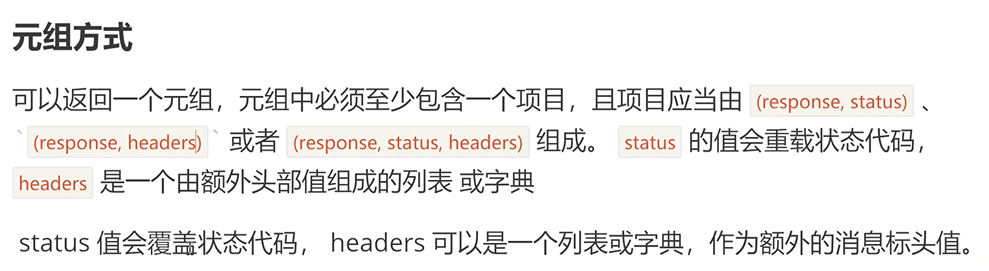 元组方式
可以返回一个元组，元组中必须至少包含一个项目，且项目应当由 (response, status) 、
`(response, headers)` 或者 (response, status, headers) 组成。 status 的值会重载状态代码，
headers 是一个由额外头部值组成的列表 或字典
status 值会覆盖状态代码， headers 可以是一个列表或字典，作为额外的消息标头值。